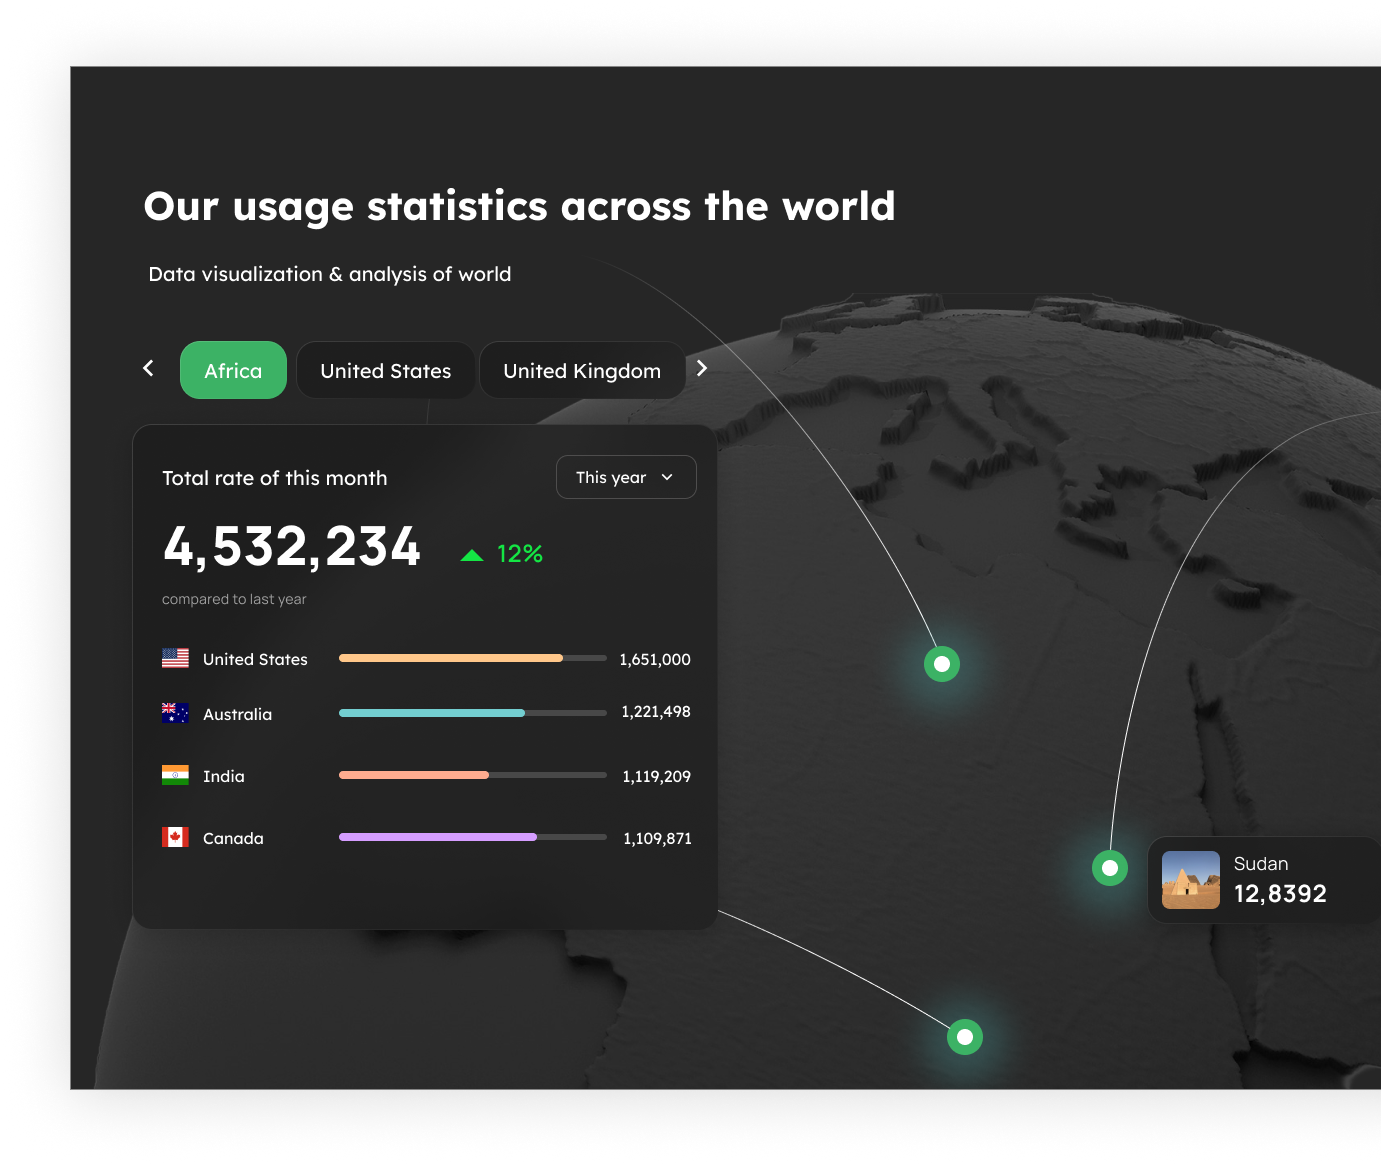 Our usage statistics across the world
Data visualization & analysis of world
Africa
United States
United Kingdom
Total rate of this month
This year
4,532,234
12%
compared to last year
United States
1,651,000
Australia
1,221,498
India
1,119,209
Canada
1,109,871
Sudan
12,8392